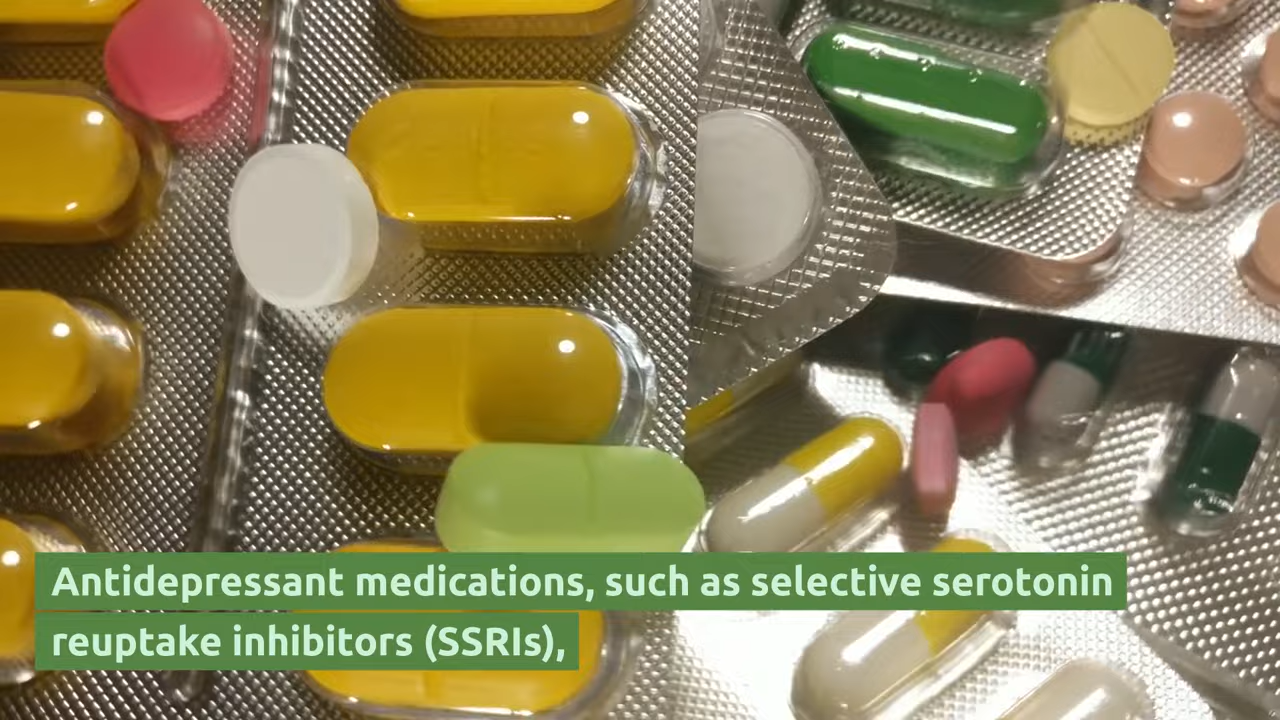 Antidepressant medications, such as selective serotonin
reuptake inhibitors (SSRIs),